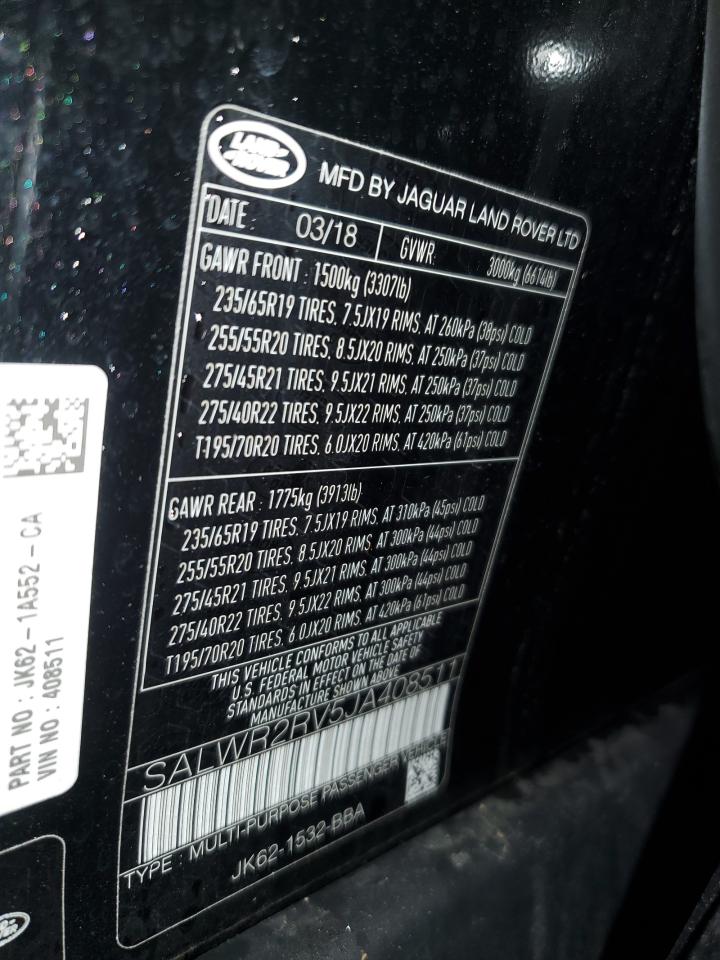 LAND
ROVER
MFD BY JAGUAR LAND ROVER LTD
DATE: 03/18 GVWR: 3000kg (6614lb)
GAWR FRONT : 1500kg (3307lb)
235/65R19 TIRES, 7.5JX19 RIMS, AT 260kPa (38psi) COLD
255/55R20 TIRES, 8.5JX20 RIMS, AT 250kPa (37psi) COLD
275/45R21 TIRES, 9.5JX21 RIMS, AT 250kPa (37psi) COLD
275/40R22 TIRES, 9.5JX22 RIMS, AT 250kPa (37psi) COLD
T195/70R20 TIRES, 6.0JX20 RIMS, AT 420kPa (61psi) COLD
GAWR REAR : 1775kg (3913lb)
235/65R19 TIRES, 7.5JX19 RIMS, AT 310kPa (45psi) COLD
255/55R20 TIRES, 8.5JX20 RIMS, AT 300kPa (44psi) COLD
275/45R21 TIRES, 9.5JX21 RIMS, AT 300kPa (44psi) COLD
275/40R22 TIRES, 9.5JX22 RIMS, AT 300kPa (44psi) COLD
T195/70R20 TIRES, 6.0JX20 RIMS, AT 420kPa (61psi) COLD
THIS VEHICLE CONFORMS TO ALL APPLICABLE
U.S. FEDERAL MOTOR VEHICLE SAFETY
STANDARDS IN EFFECT ON THE DATE OF
MANUFACTURE SHOWN ABOVE
SALWR2RV5JA408511
TYPE : MULTI-PURPOSE PASSENGER VEHICLE
JK62-1532-BBA
PART NO : JK62-1A552-CA
VIN NO : 408511